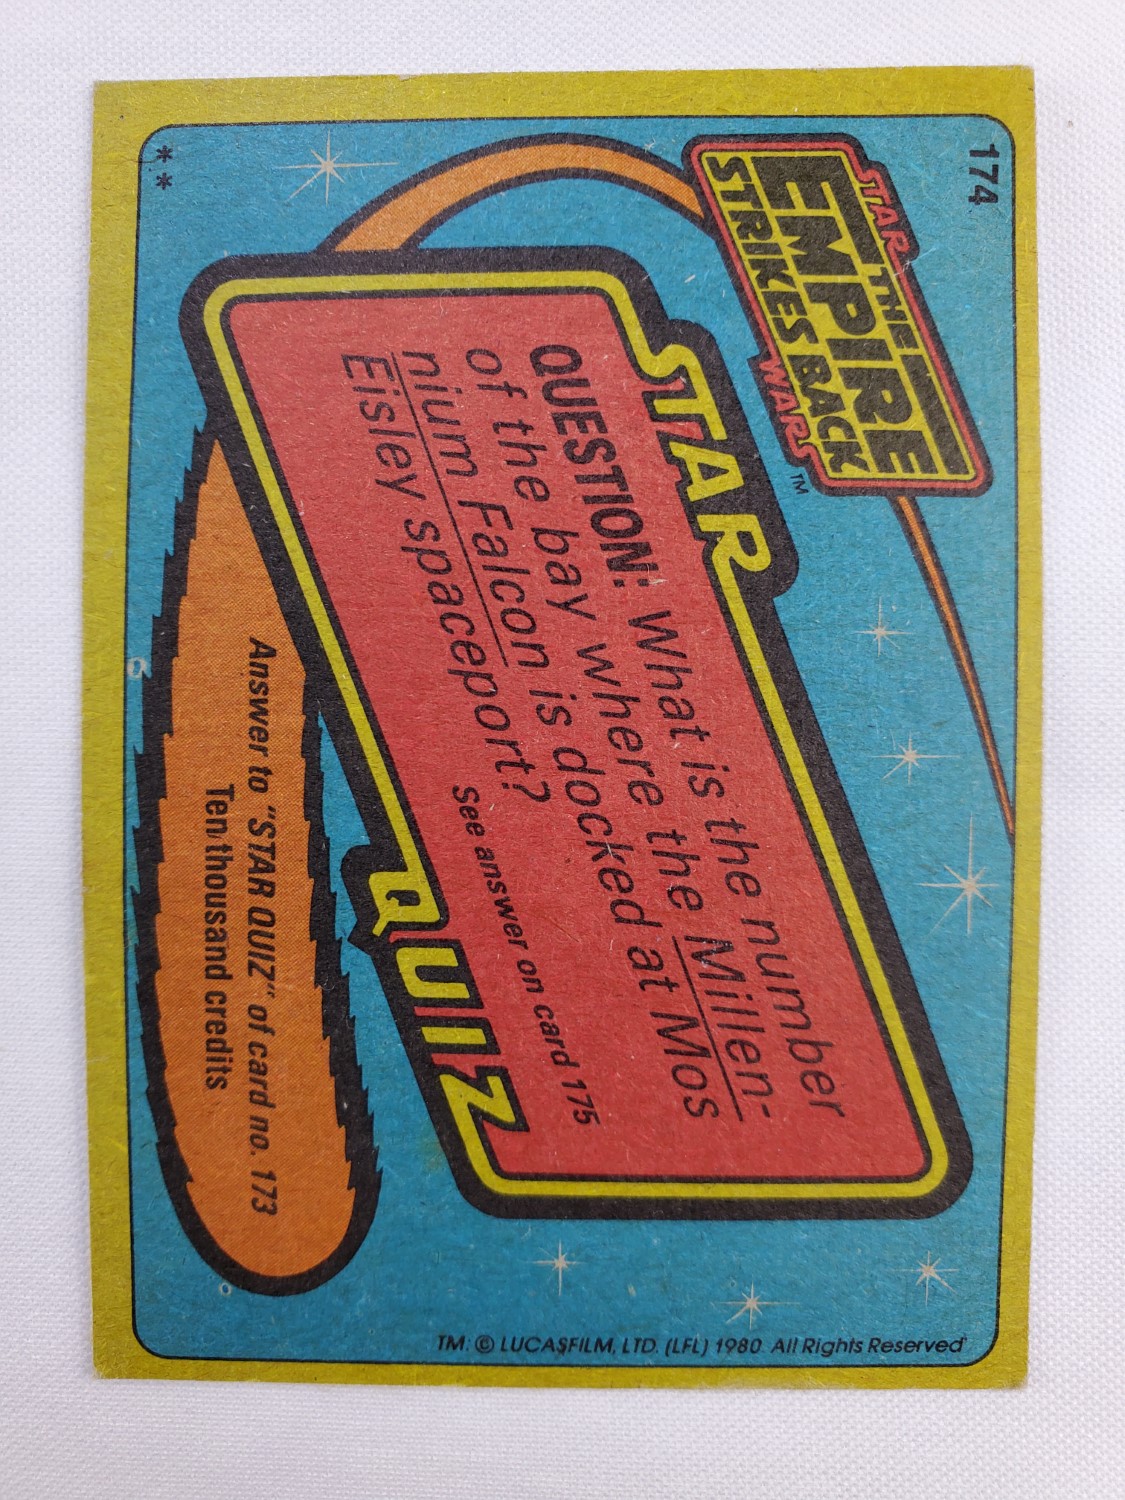 174
STAR
THE
EMPIRE
STRIKES BACK
WARS™
STAR
QUESTION: What is the number
of the bay where the Millen-
nium Falcon is docked at Mos
Eisley spaceport?
See answer on card 175
QUIZ
Answer to "STAR QUIZ" of card no. 173
Ten thousand credits
**
TM: © LUCASFILM, LTD. (LFL) 1980 All Rights Reserved